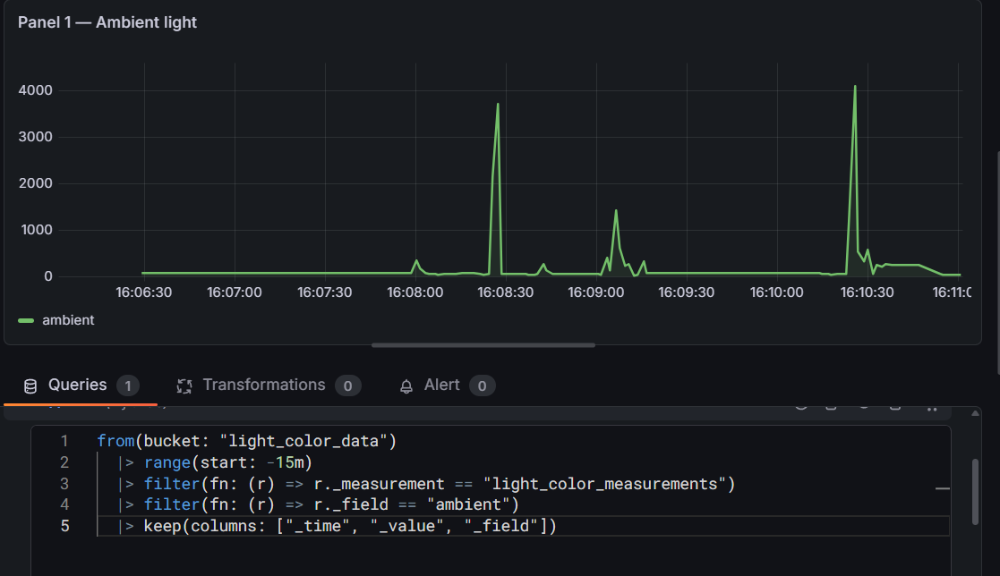 Panel 1 — Ambient light
4000
3000
2000
1000
0
16:06:30 16:07:00 16:07:30 16:08:00 16:08:30 16:09:00 16:09:30 16:10:00 16:10:30 16:11:0
ambient
Queries 1 Transformations 0 Alert 0
1 from(bucket: "light_color_data")
2 |> range(start: -15m)
3 |> filter(fn: (r) => r._measurement == "light_color_measurements")
4 |> filter(fn: (r) => r._field == "ambient")
5 |> keep(columns: ["_time", "_value", "_field"])